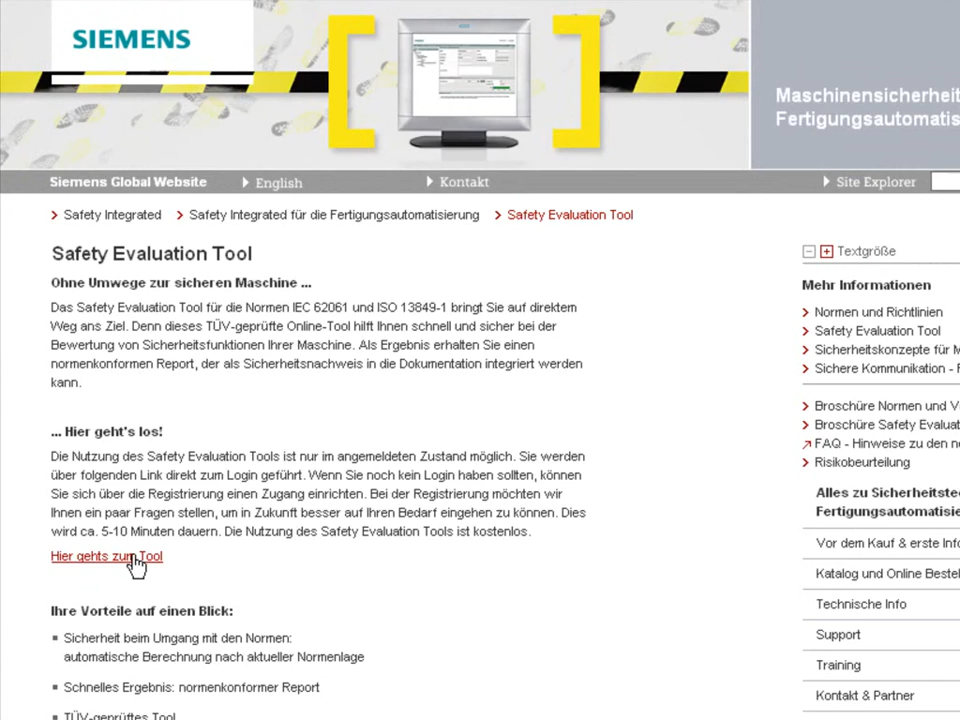 SIEMENS
Maschinensicherheit
Fertigungsautomatis
Siemens Global Website
English
Kontakt
Site Explorer
Safety Integrated
Safety Integrated für die Fertigungsautomatisierung
Safety Evaluation Tool
Safety Evaluation Tool
Ohne Umwege zur sicheren Maschine ...
Das Safety Evaluation Tool für die Normen IEC 62061 und ISO 13849-1 bringt Sie auf direktem
Weg ans Ziel. Denn dieses TÜV-geprüfte Online-Tool hilft Ihnen schnell und sicher bei der
Bewertung von Sicherheitsfunktionen Ihrer Maschine. Als Ergebnis erhalten Sie einen
normenkonformen Report, der als Sicherheitsnachweis in die Dokumentation integriert werden
kann.
... Hier geht's los!
Die Nutzung des Safety Evaluation Tools ist nur im angemeldeten Zustand möglich. Sie werden
über folgenden Link direkt zum Login geführt. Wenn Sie noch kein Login haben sollten, können
Sie sich über die Registrierung einen Zugang einrichten. Bei der Registrierung möchten wir
Ihnen ein paar Fragen stellen, um in Zukunft besser auf Ihren Bedarf eingehen zu können. Dies
wird ca. 5-10 Minuten dauern. Die Nutzung des Safety Evaluation Tools ist kostenlos.
Hier gehts zum Tool
Ihre Vorteile auf einen Blick:
Sicherheit beim Umgang mit den Normen:
automatische Berechnung nach aktueller Normenlage
Schnelles Ergebnis: normenkonformer Report
TÜV-geprüftes Tool
Textgröße
Mehr Informationen
Normen und Richtlinien
Safety Evaluation Tool
Sicherheitskonzepte für M
Sichere Kommunikation - F
Broschüre Normen und V
Broschüre Safety Evaluat
FAQ - Hinweise zu den n
Risikobeurteilung
Alles zu Sicherheitste
Fertigungsautomatisie
Vor dem Kauf & erste Info
Katalog und Online Bestel
Technische Info
Support
Training
Kontakt & Partner